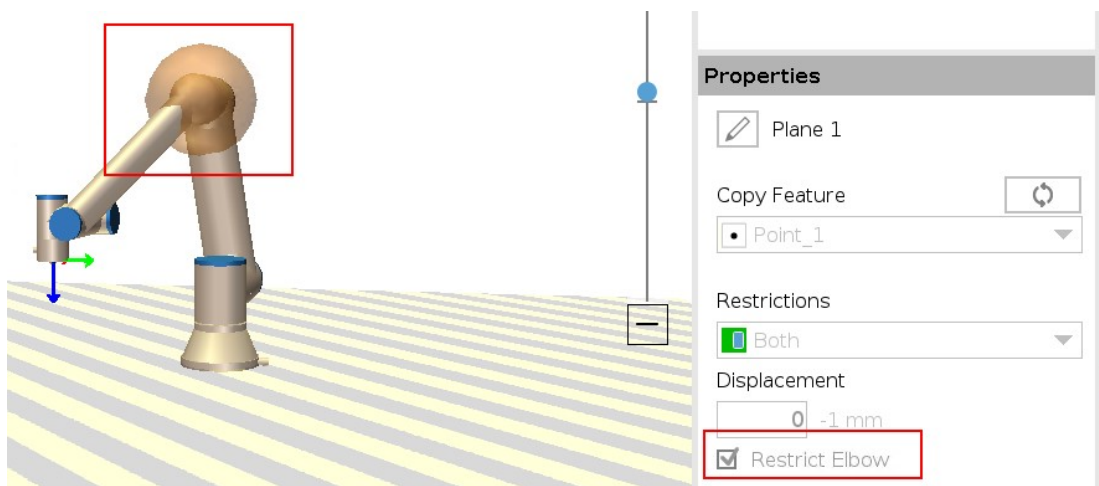 Properties
Plane 1
Copy Feature
Point_1
Restrictions
Both
Displacement
0 -1 mm
Restrict Elbow